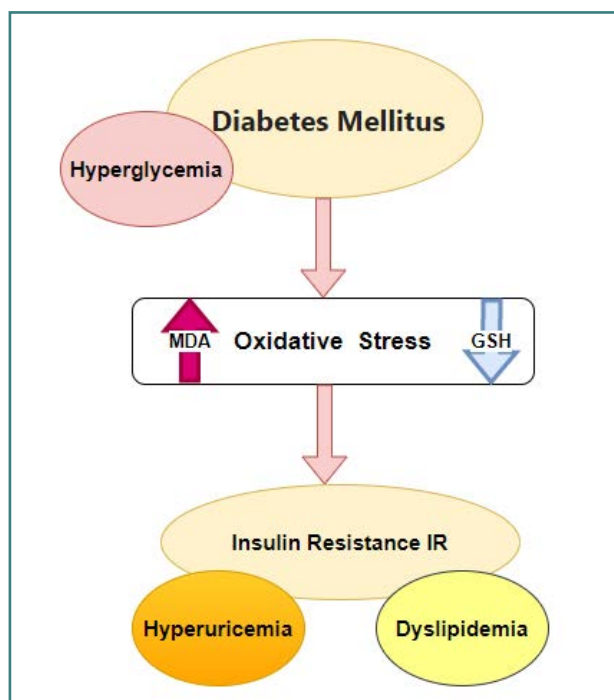 Diabetes Mellitus
Hyperglycemia
MDA Oxidative Stress GSH
Insulin Resistance IR
Hyperuricemia
Dyslipidemia